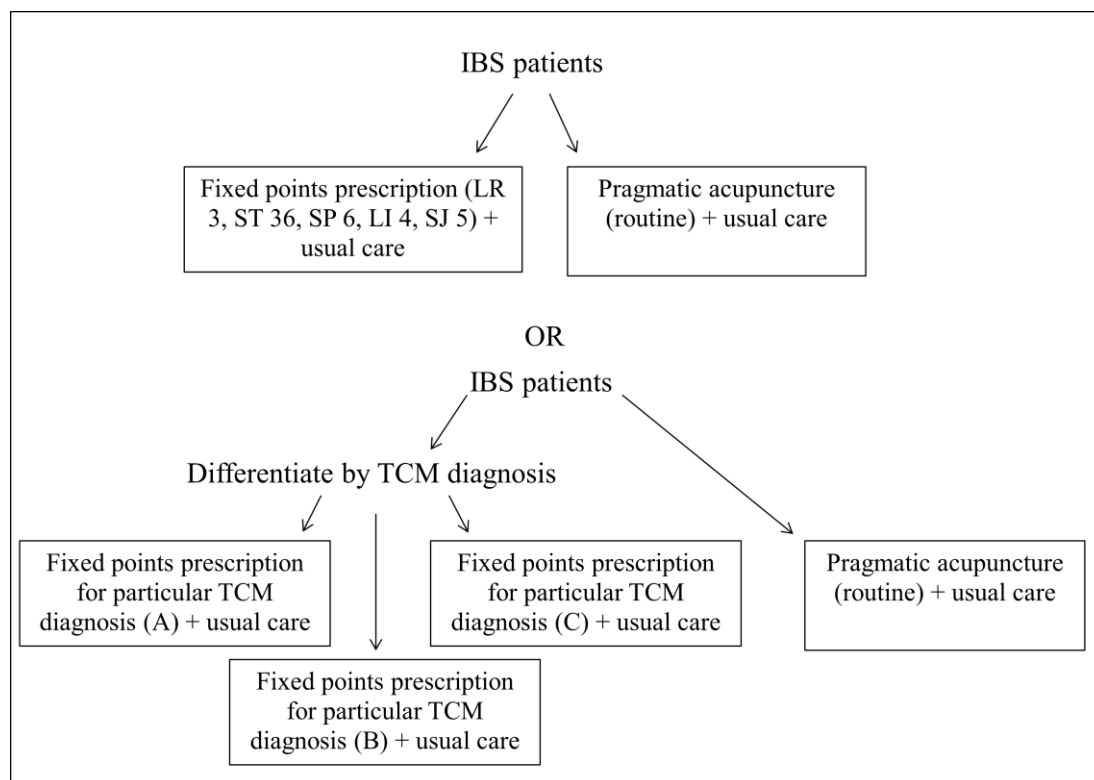 IBS patients
Fixed points prescription (LR
3, ST 36, SP 6, LI 4, SJ 5) +
usual care
Pragmatic acupuncture
(routine) + usual care
OR
IBS patients
Differentiate by TCM diagnosis
Fixed points prescription
for particular TCM
diagnosis (A) + usual care
Fixed points prescription
for particular TCM
diagnosis (B) + usual care
Fixed points prescription
for particular TCM
diagnosis (C) + usual care
Pragmatic acupuncture
(routine) + usual care